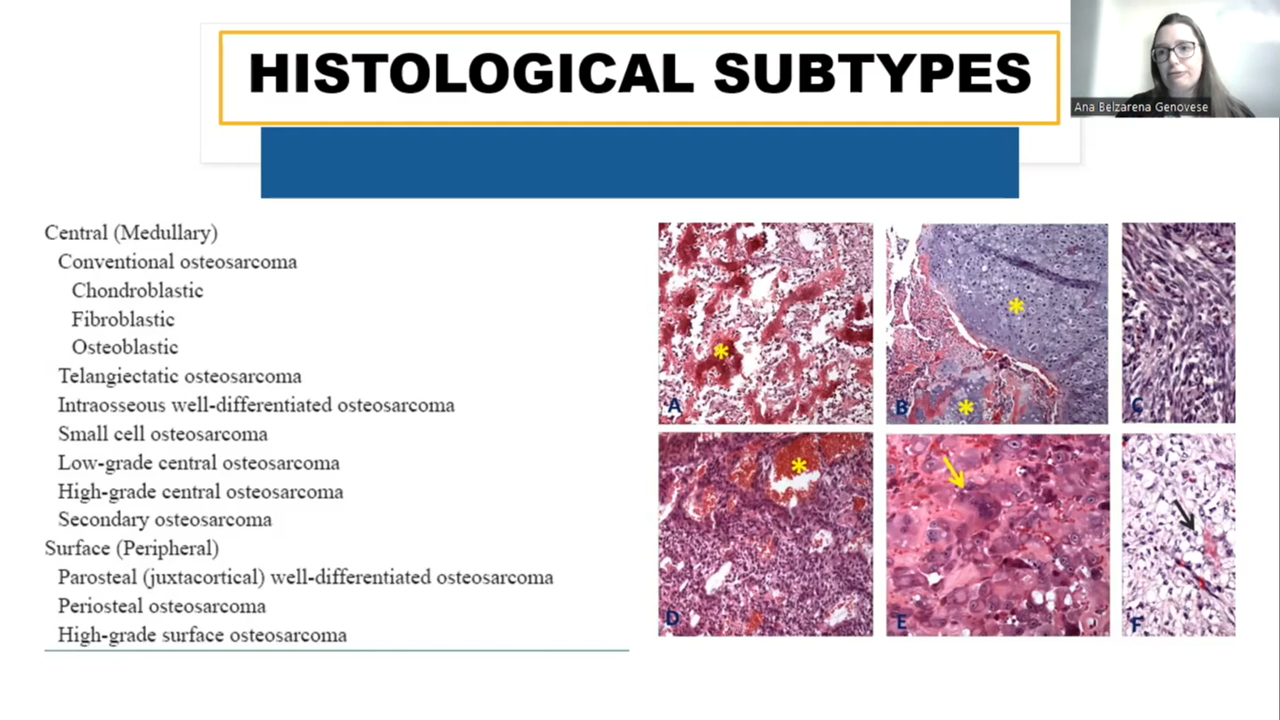 HISTOLOGICAL SUBTYPES
Ana Belzarena Genovese
Central (Medullary)
Conventional osteosarcoma
Chondroblastic
Fibroblastic
Osteoblastic
Telangiectatic osteosarcoma
Intraosseous well-differentiated osteosarcoma
Small cell osteosarcoma
Low-grade central osteosarcoma
High-grade central osteosarcoma
Secondary osteosarcoma
Surface (Peripheral)
Parosteal (juxtacortical) well-differentiated osteosarcoma
Periosteal osteosarcoma
High-grade surface osteosarcoma
A
B
C
D
E
F